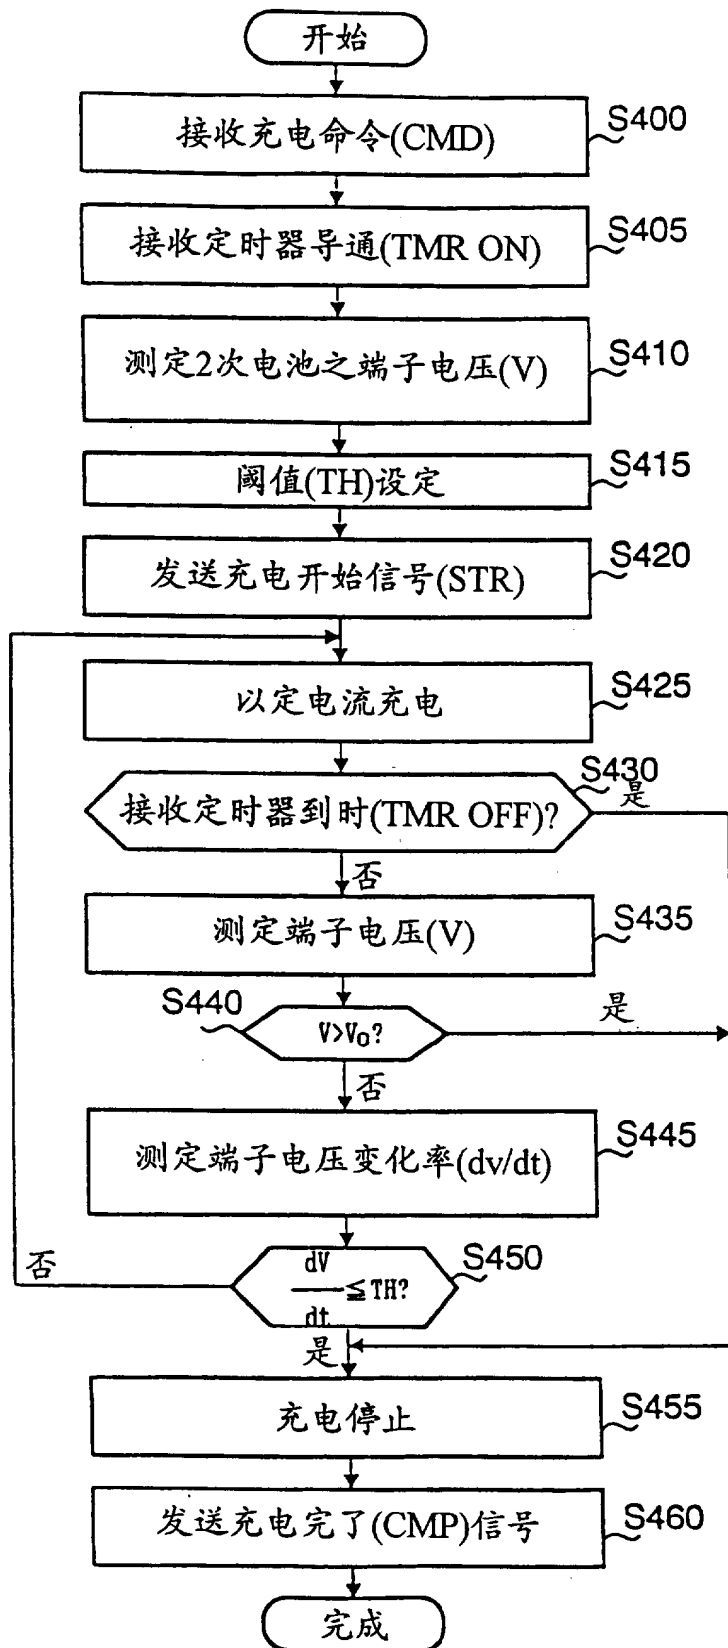 开始
接收充电命令(CMD)
S400
接收定时器导通(TMR ON)
S405
测定2次电池之端子电压(V)
S410
阈值(TH)设定
S415
发送充电开始信号(STR)
S420
以定电流充电
S425
接收定时器到时(TMR OFF)?
S430
是
否
测定端子电压(V)
S435
S440
V>V0?
是
否
测定端子电压变化率(dv/dt)
S445
dV
dt
≦TH?
S450
否
是
充电停止
S455
发送充电完了(CMP)信号
S460
完成